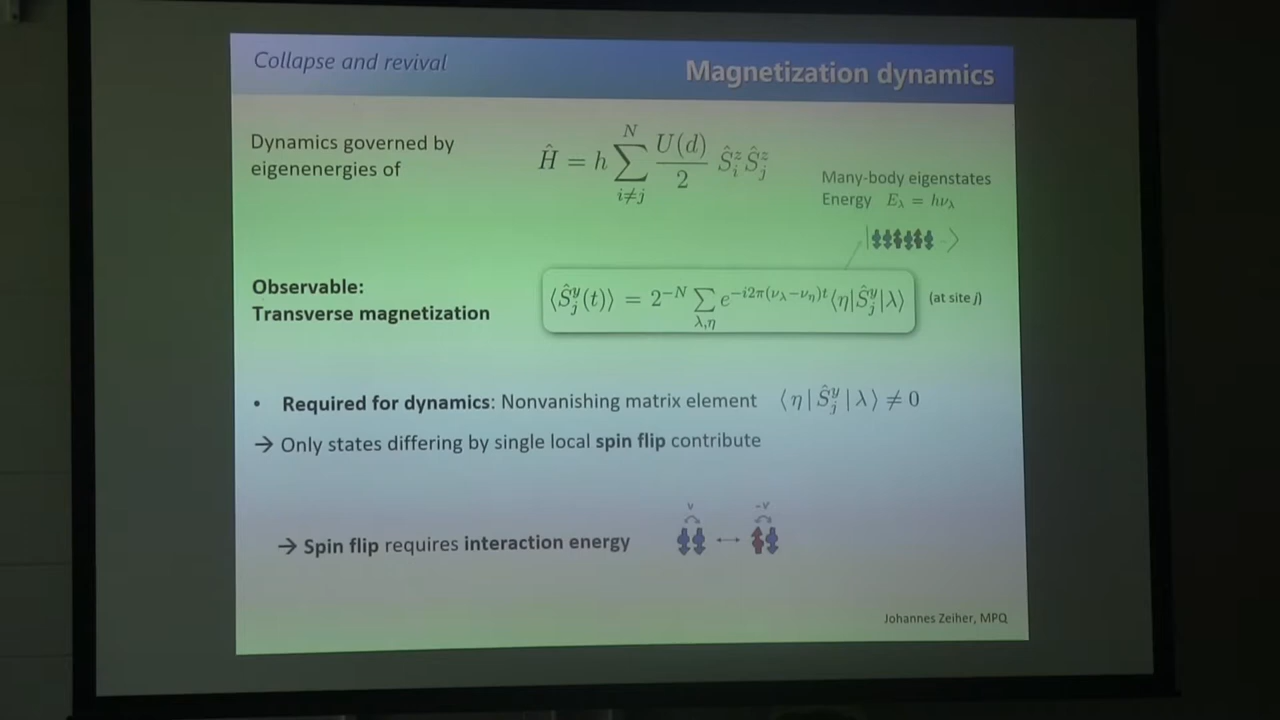 Collapse and revival
Magnetization dynamics
Dynamics governed by
eigenenergies of
Ĥ = h ∑_{i≠j}^{N} U(d)/2 Ŝ_i^z Ŝ_j^z
Many-body eigenstates
Energy E_λ = hν_λ
Observable:
Transverse magnetization
⟨Ŝ_j^y(t)⟩ = 2^{-N} ∑_{λ,η} e^{-i2π(ν_λ-ν_η)t}⟨η|Ŝ_j^y|λ⟩
(at site j)
• Required for dynamics: Nonvanishing matrix element ⟨η|Ŝ_j^y|λ⟩ ≠ 0
→ Only states differing by single local spin flip contribute
v -v
→ Spin flip requires interaction energy
Johannes Zeiher, MPQ